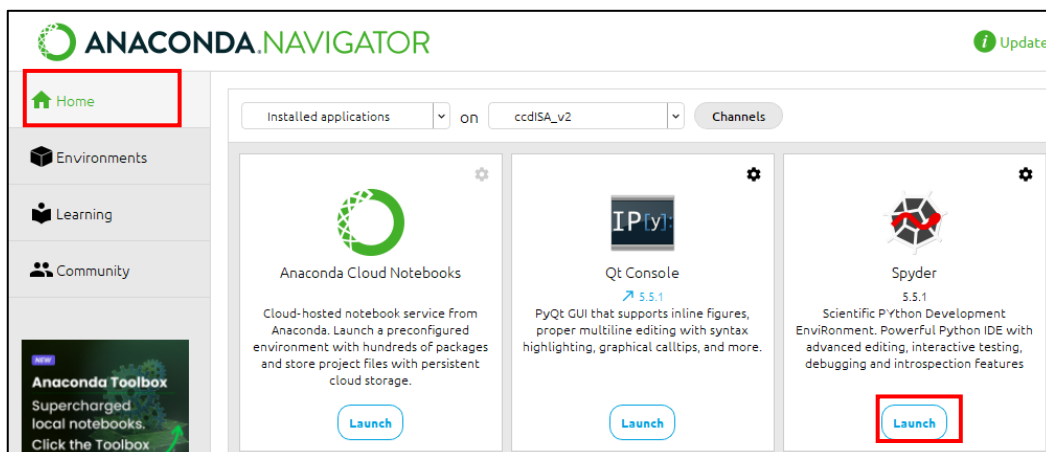 ANACONDA.NAVIGATOR
Update
Home
Installed applications on ccdISA_v2 Channels
Environments
Learning
Community
IP[y]:
Anaconda Cloud Notebooks
Cloud-hosted notebook service from
Anaconda. Launch a preconfigured
environment with hundreds of packages
and store project files with persistent
cloud storage.
Launch
Qt Console
5.5.1
PyQt GUI that supports inline figures,
proper multiline editing with syntax
highlighting, graphical calltips, and more.
Launch
Spyder
5.5.1
Scientific PYthon Development
EnviRonment. Powerful Python IDE with
advanced editing, interactive testing,
debugging and introspection features
Launch
NEW
Anaconda Toolbox
Supercharged
local notebooks.
Click the Toolbox